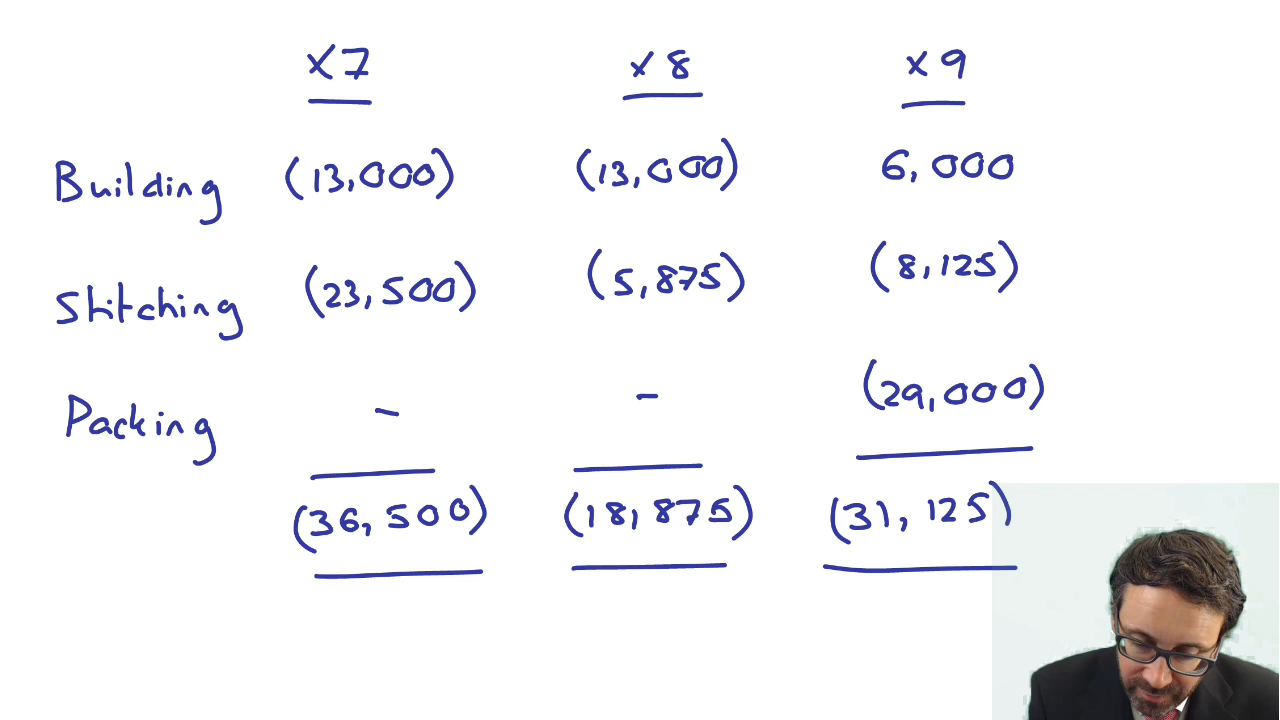 x7 x8 x9
Building (13,000) (13,000) 6,000
Stitching (23,500) (5,875) (8,125)
Packing - - (29,000)
(36,500) (18,875) (31,125)